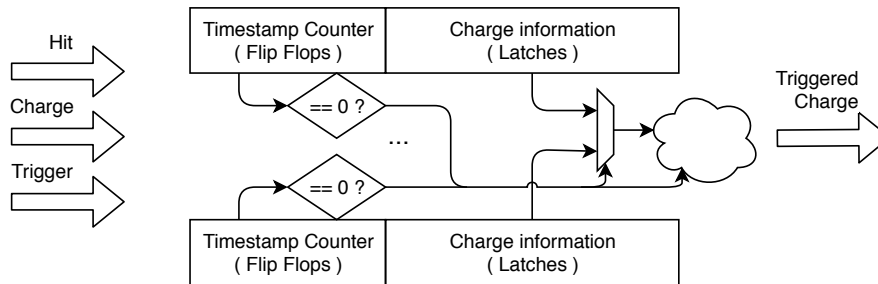 Hit
Charge
Trigger
Timestamp Counter
( Flip Flops )
Charge information
( Latches )
== 0 ?
...
== 0 ?
Timestamp Counter
( Flip Flops )
Charge information
( Latches )
Triggered
Charge